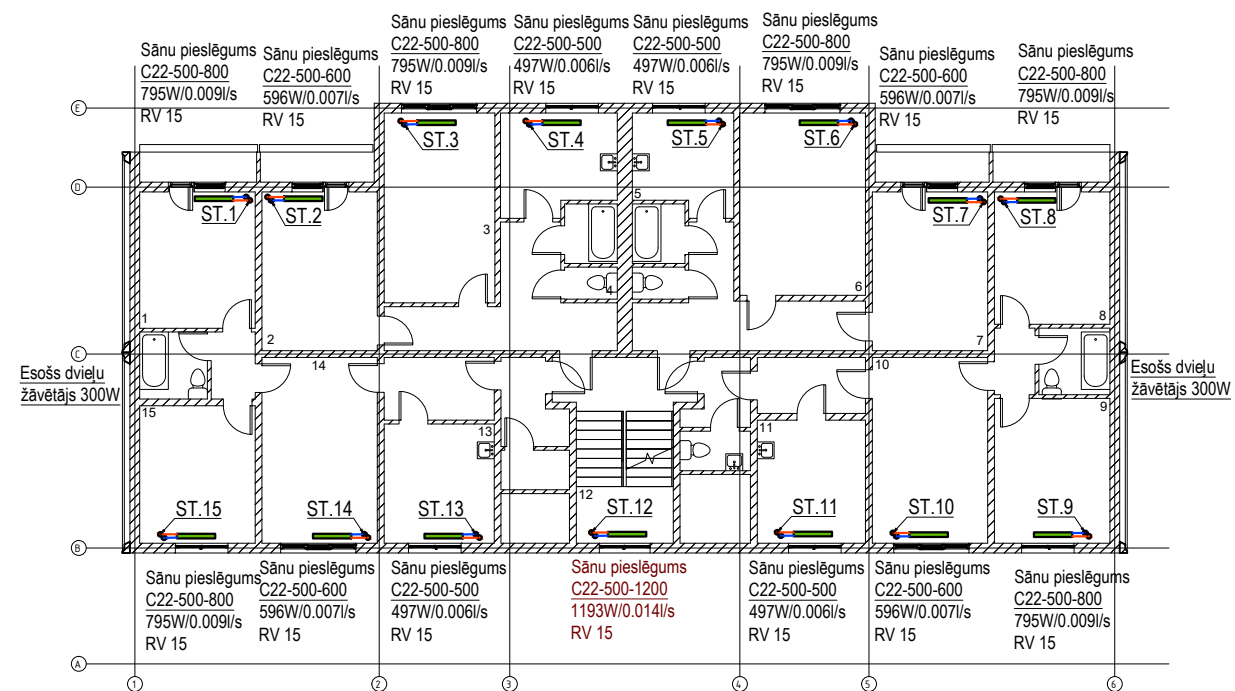 Sānu pieslēgums
C22-500-800
795W/0.009l/s
RV 15
Sānu pieslēgums
C22-500-600
596W/0.007l/s
RV 15
Sānu pieslēgums
C22-500-800
795W/0.009l/s
RV 15
Sānu pieslēgums
C22-500-500
497W/0.006l/s
RV 15
Sānu pieslēgums
C22-500-500
497W/0.006l/s
RV 15
Sānu pieslēgums
C22-500-800
795W/0.009l/s
RV 15
Sānu pieslēgums
C22-500-600
596W/0.007l/s
RV 15
Sānu pieslēgums
C22-500-800
795W/0.009l/s
RV 15
E
D
C
B
A
ST.3
ST.4
ST.5
ST.6
ST.1
ST.2
ST.7
ST.8
5
3
4
6
1
2
7
8
14
10
Esošs dvieļu
žāvētājs 300W
Esošs dvieļu
žāvētājs 300W
15
13
11
9
12
ST.15
ST.14
ST.13
ST.12
ST.11
ST.10
ST.9
Sānu pieslēgums
C22-500-800
795W/0.009l/s
RV 15
Sānu pieslēgums
C22-500-600
596W/0.007l/s
RV 15
Sānu pieslēgums
C22-500-500
497W/0.006l/s
RV 15
Sānu pieslēgums
C22-500-1200
1193W/0.014l/s
RV 15
Sānu pieslēgums
C22-500-500
497W/0.006l/s
RV 15
Sānu pieslēgums
C22-500-600
596W/0.007l/s
RV 15
Sānu pieslēgums
C22-500-800
795W/0.009l/s
RV 15
1
2
3
4
5
6